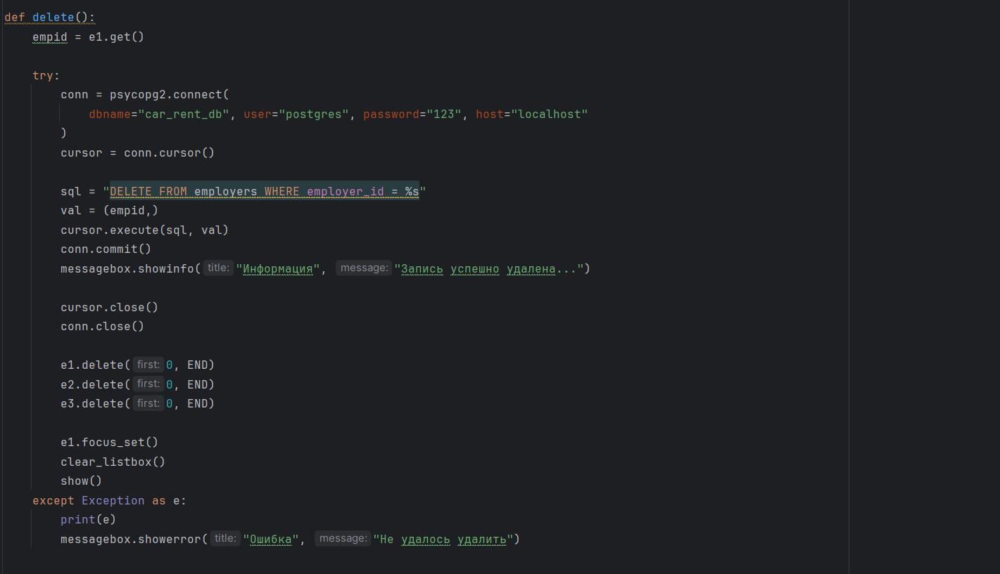 def delete():
    empid = e1.get()

    try:
        conn = psycopg2.connect(
            dbname="car_rent_db", user="postgres", password="123", host="localhost"
        )
        cursor = conn.cursor()

        sql = "DELETE FROM employers WHERE employer_id = %s"
        val = (empid,)
        cursor.execute(sql, val)
        conn.commit()
        messagebox.showinfo( title: "Информация", message: "Запись успешно удалена...")

        cursor.close()
        conn.close()

        e1.delete( first: 0, END)
        e2.delete( first: 0, END)
        e3.delete( first: 0, END)

        e1.focus_set()
        clear_listbox()
        show()
    except Exception as e:
        print(e)
        messagebox.showerror( title: "Ошибка", message: "Не удалось удалить")